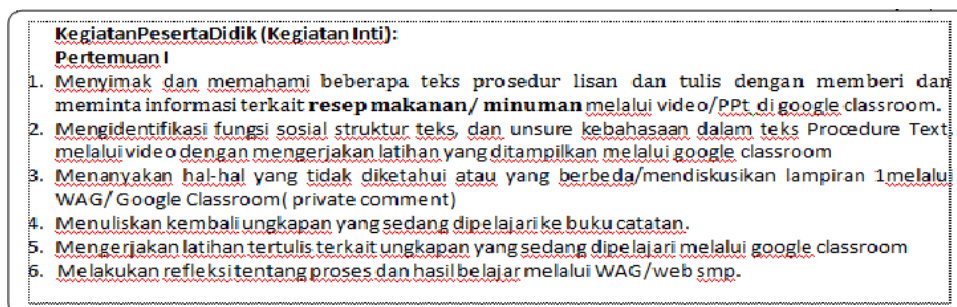 KegiatanPesertaDidik (Kegiatan Inti):
Pertemuan I
1. Menyimak dan memahami beberapa teks prosedur lisan dan tulis dengan memberi dan
meminta informasi terkait resep makanan/ minuman melalui video/PPt di google classroom.
2. Mengidentifikasi fungsi sosial struktur teks, dan unsure kebahasaan dalam teks Procedure Text,
melalui video dengan mengerjakan latihan yang ditampilkan melalui google classroom
3. Menanyakan hal-hal yang tidak diketahui atau yang berbeda/mendiskusikan lampiran 1melalui
WAG/ Google Classroom( private comment)
4. Menuliskan kembali ungkapan yang sedang dipelajari ke buku catatan.
5. Mengerjakan latihan tertulis terkait ungkapan yang sedang dipelajari melalui google classroom
6. Melakukan refleksi tentang proses dan hasil belajar melalui WAG/web smp.